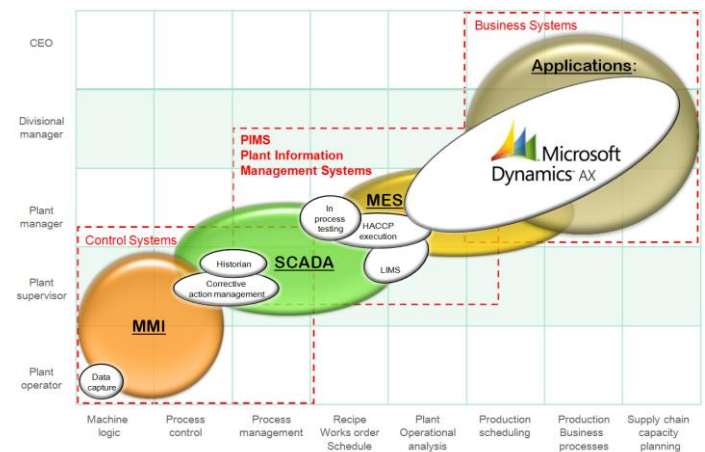 CEO
Business Systems
Applications:
Divisional
manager
PIMS
Plant Information
Management Systems
Microsoft
Dynamics AX
MES
Plant
manager
In
process
testing
HACCP
execution
Control Systems
Historian
SCADA
LIMS
Corrective
action management
Plant
supervisor
MMI
Plant
operator
Data
capture
Machine
logic
Process
control
Process
management
Recipe
Works order
Schedule
Plant
Operational
analysis
Production
scheduling
Production
Business
processes
Supply chain
capacity
planning